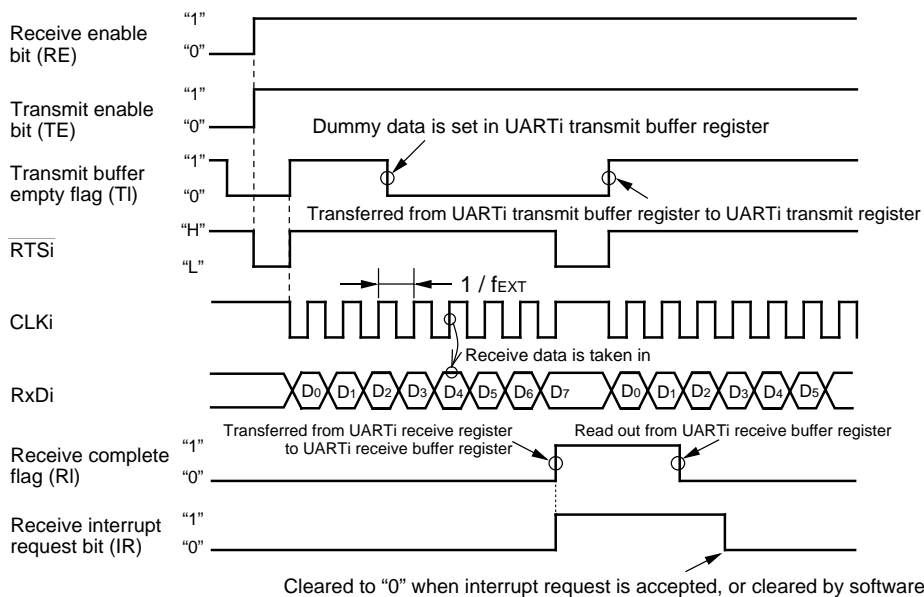 Receive enable
bit (RE)
“1”
“0”
Transmit enable
bit (TE)
“1”
“0”
Dummy data is set in UARTi transmit buffer register
Transmit buffer
empty flag (Tl)
“1”
“0”
Transferred from UARTi transmit buffer register to UARTi transmit register
RTSi
“H”
“L”
1 / fEXT
CLKi
Receive data is taken in
RxDi
D0 D1 D2 D3 D4 D5 D6 D7 D0 D1 D2 D3 D4 D5
Transferred from UARTi receive register
to UARTi receive buffer register
Read out from UARTi receive buffer register
Receive complete
flag (Rl)
“1”
“0”
Receive interrupt
request bit (IR)
“1”
“0”
Cleared to “0” when interrupt request is accepted, or cleared by software